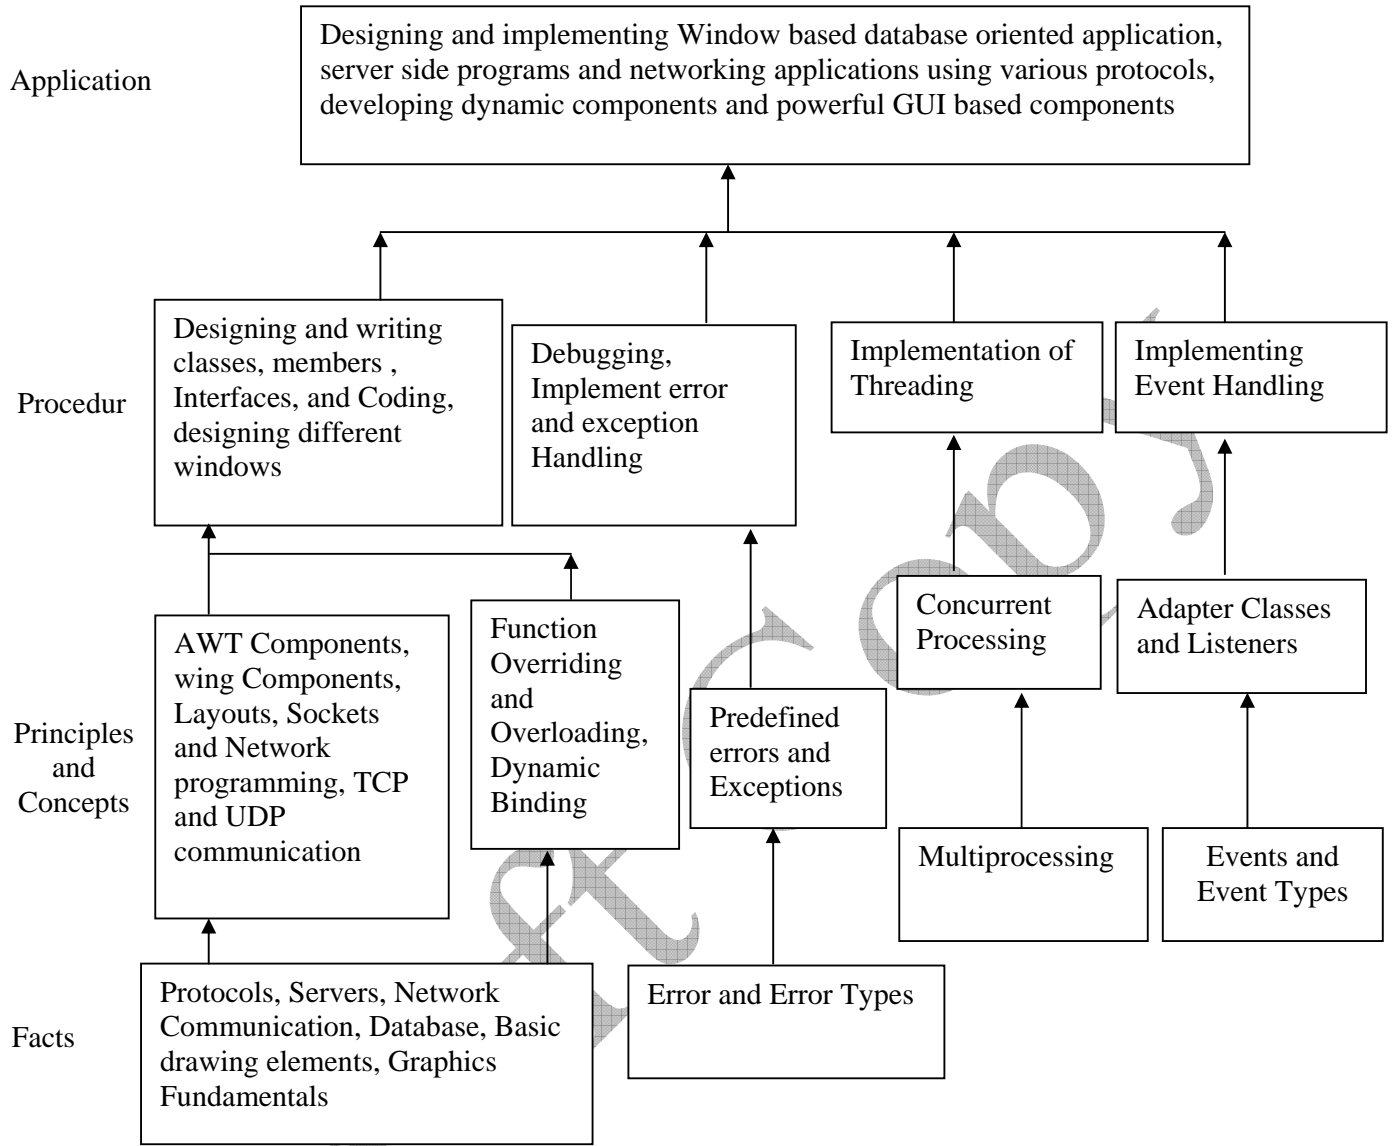 Application
Designing and implementing Window based database oriented application,
server side programs and networking applications using various protocols,
developing dynamic components and powerful GUI based components
Procedur
Designing and writing
classes, members ,
Interfaces, and Coding,
designing different
windows
Debugging,
Implement error
and exception
Handling
Implementation of
Threading
Implementing
Event Handling
Principles
and
Concepts
AWT Components,
wing Components,
Layouts, Sockets
and Network
programming, TCP
and UDP
communication
Function
Overriding
and
Overloading,
Dynamic
Binding
Predefined
errors and
Exceptions
Concurrent
Processing
Adapter Classes
and Listeners
Multiprocessing
Events and
Event Types
Facts
Protocols, Servers, Network
Communication, Database, Basic
drawing elements, Graphics
Fundamentals
Error and Error Types
ft Copy